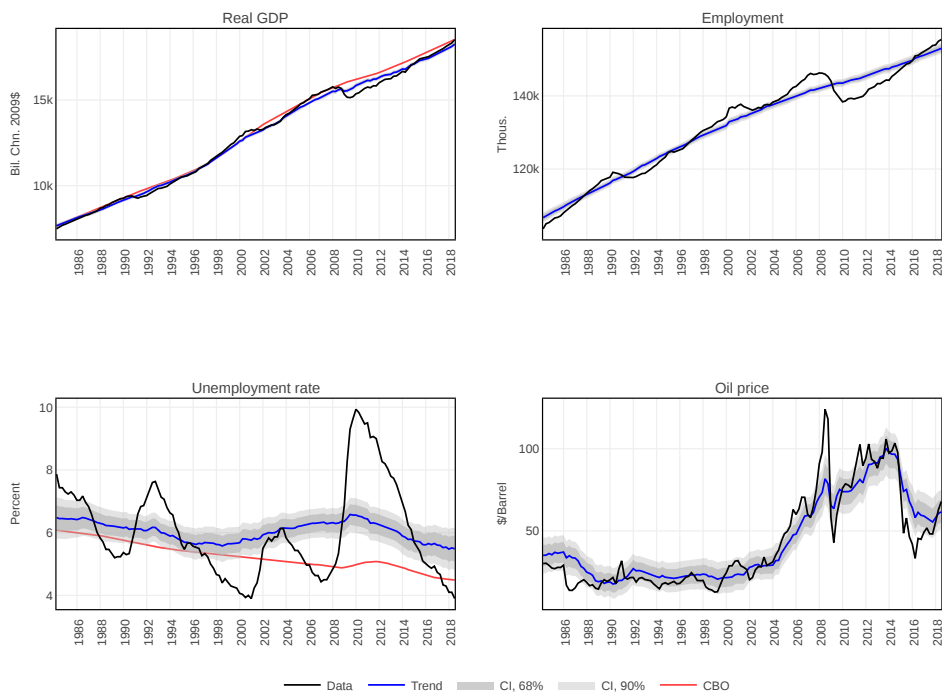 Real GDP
Bil. Chn. 2009$
15k
10k
1986 1988 1990 1992 1994 1996 1998 2000 2002 2004 2006 2008 2010 2012 2014 2016 2018
Employment
Thous.
140k
120k
1986 1988 1990 1992 1994 1996 1998 2000 2002 2004 2006 2008 2010 2012 2014 2016 2018
Unemployment rate
Percent
10
8
6
4
1986 1988 1990 1992 1994 1996 1998 2000 2002 2004 2006 2008 2010 2012 2014 2016 2018
Oil price
$/Barrel
100
50
1986 1988 1990 1992 1994 1996 1998 2000 2002 2004 2006 2008 2010 2012 2014 2016 2018
Data Trend CI, 68% CI, 90% CBO